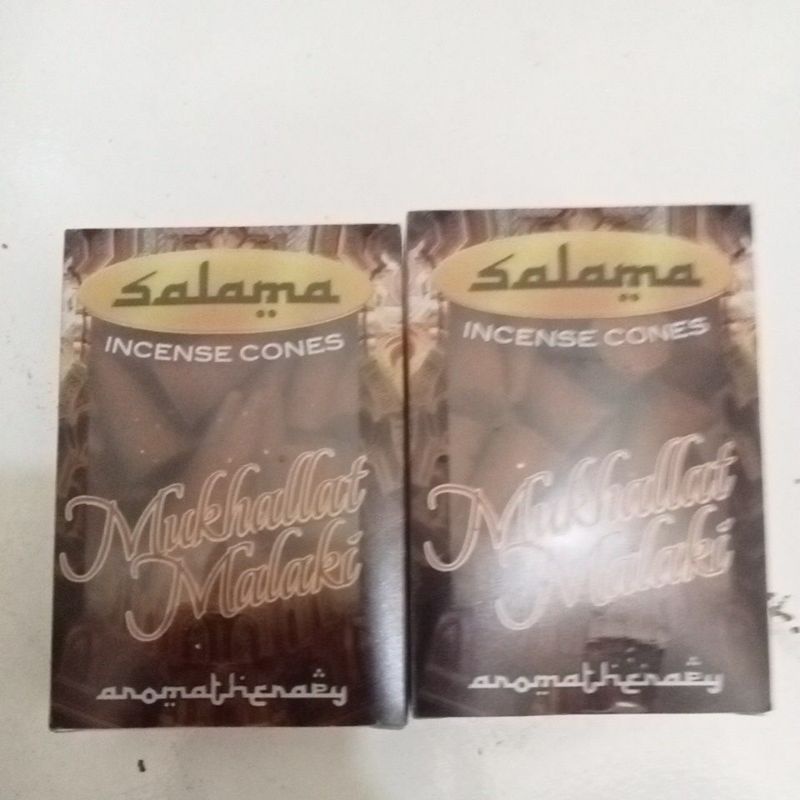 Salama
INCENSE CONES
Mukhallat
Malaki
aromatherapy
Salama
INCENSE CONES
Mukhallat
Malaki
aromatherapy